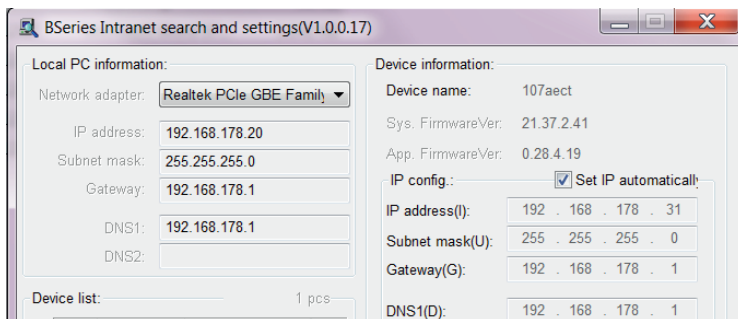 BSeries Intranet search and settings(V1.0.0.17)
Local PC information:
Network adapter: Realtek PCIe GBE Family
IP address: 192.168.178.20
Subnet mask: 255.255.255.0
Gateway: 192.168.178.1
DNS1: 192.168.178.1
DNS2:
Device list: 1 pcs
Device information:
Device name: 107aect
Sys. FirmwareVer: 21.37.2.41
App. FirmwareVer: 0.28.4.19
IP config.: Set IP automatically
IP address(I): 192 . 168 . 178 . 31
Subnet mask(U): 255 . 255 . 255 . 0
Gateway(G): 192 . 168 . 178 . 1
DNS1(D): 192 . 168 . 178 . 1